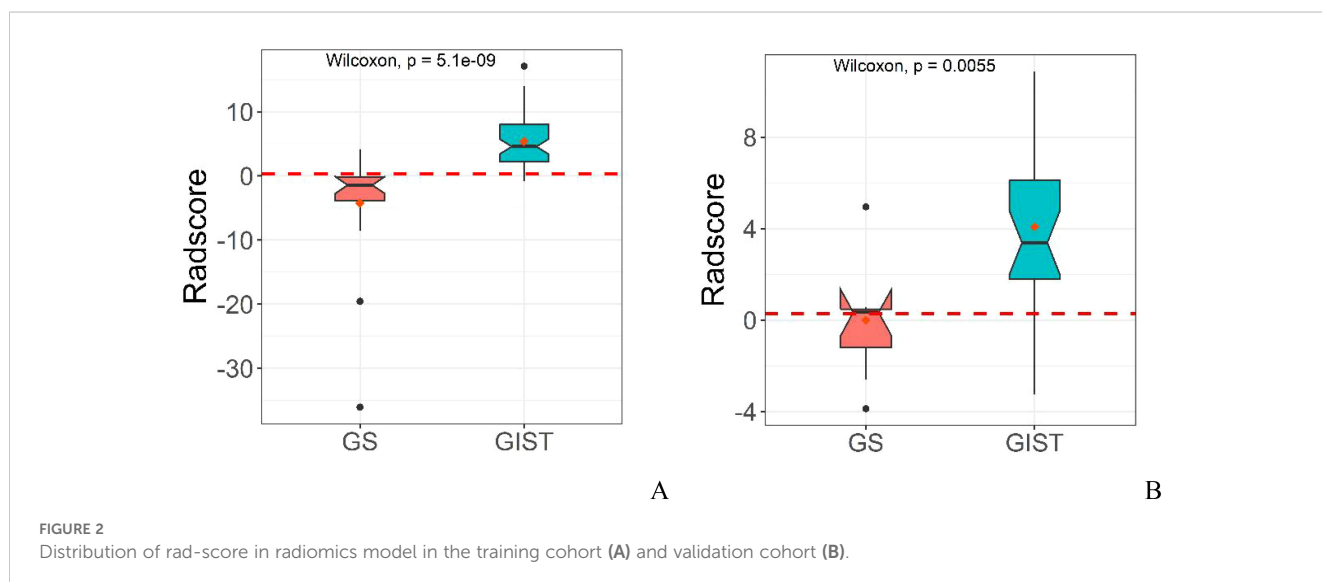 Wilcoxon, p = 5.1e-09
Radscore
10
0
-10
-20
-30
GS
GIST
A
Wilcoxon, p = 0.0055
Radscore
8
4
0
-4
GS
GIST
B
FIGURE 2
Distribution of rad-score in radiomics model in the training cohort (A) and validation cohort (B).